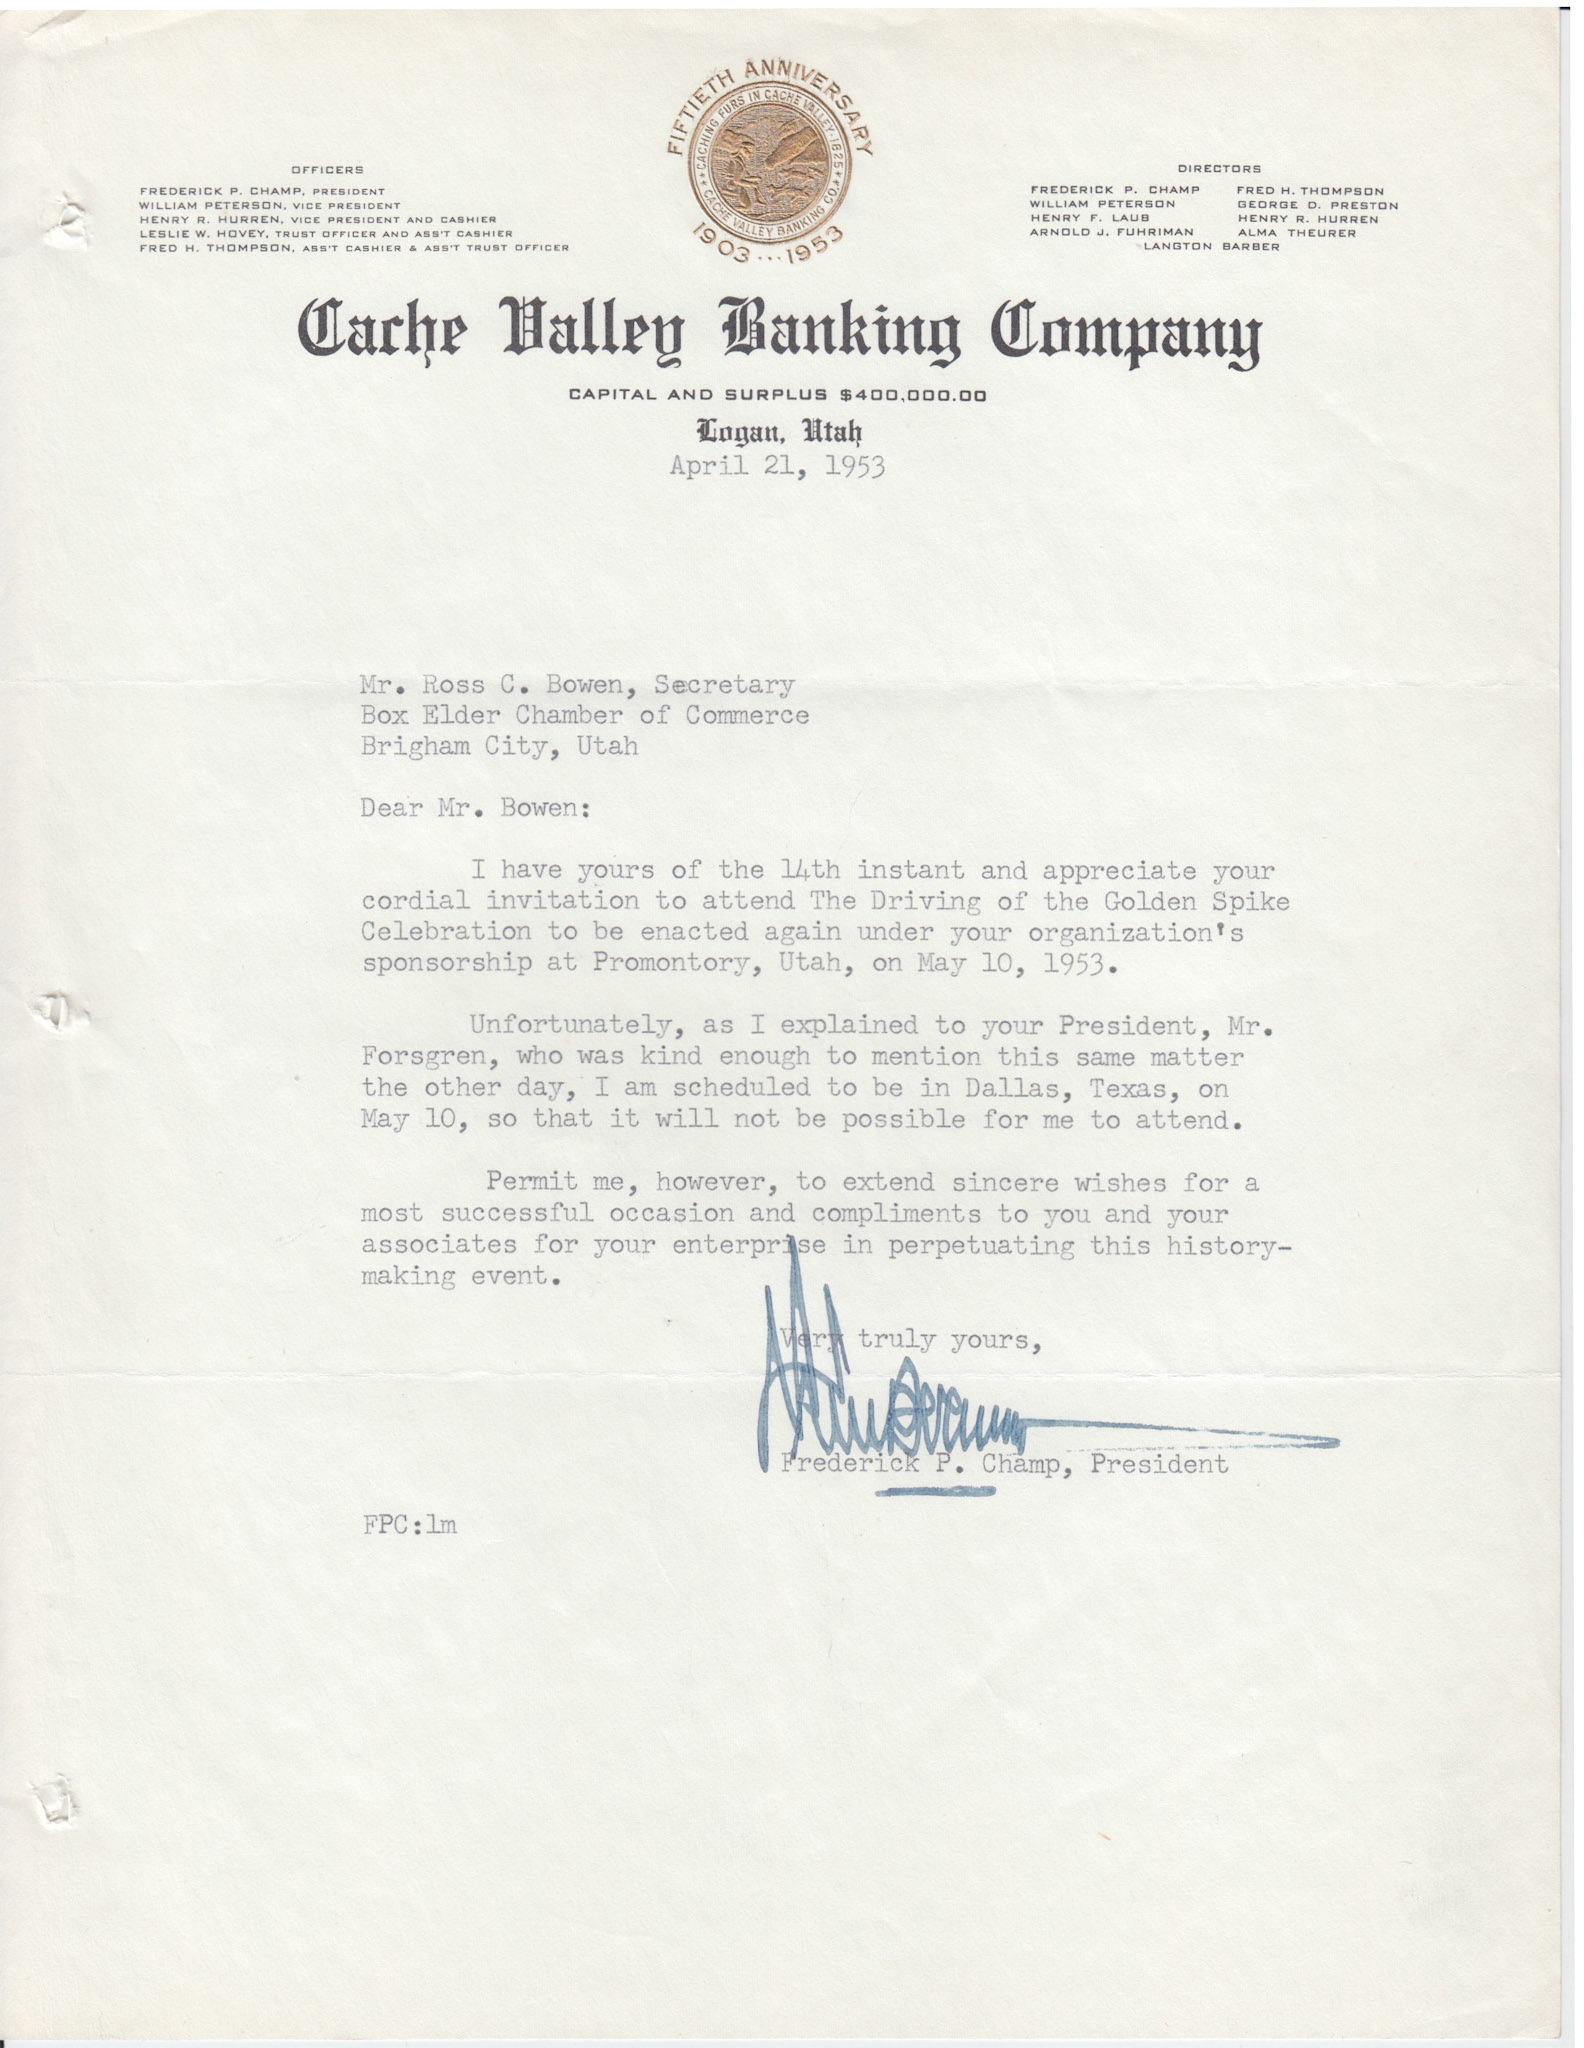 FIFTIETH ANNIVERSARY
CACHING FURS IN CACHE VALLEY-1825
CACHE VALLEY BANKING CO.
1903...1953
OFFICERS
FREDERICK P. CHAMP, PRESIDENT
WILLIAM PETERSON, VICE PRESIDENT
HENRY R. HURREN, VICE PRESIDENT AND CASHIER
LESLIE W. HOVEY, TRUST OFFICER AND ASS'T CASHIER
FRED H. THOMPSON, ASS'T CASHIER & ASS'T TRUST OFFICER
DIRECTORS
FREDERICK P. CHAMP FRED H. THOMPSON
WILLIAM PETERSON GEORGE D. PRESTON
HENRY F. LAUB HENRY R. HURREN
ARNOLD J. FUHRIMAN ALMA THEURER
LANGTON BARBER
Cache Valley Banking Company
CAPITAL AND SURPLUS $400,000.00
Logan, Utah
April 21, 1953
Mr. Ross C. Bowen, Secretary
Box Elder Chamber of Commerce
Brigham City, Utah
Dear Mr. Bowen:
I have yours of the 14th instant and appreciate your
cordial invitation to attend The Driving of the Golden Spike
Celebration to be enacted again under your organization's
sponsorship at Promontory, Utah, on May 10, 1953.
Unfortunately, as I explained to your President, Mr.
Forsgren, who was kind enough to mention this same matter
the other day, I am scheduled to be in Dallas, Texas, on
May 10, so that it will not be possible for me to attend.
Permit me, however, to extend sincere wishes for a
most successful occasion and compliments to you and your
associates for your enterprise in perpetuating this history-
making event.
Very truly yours,
Frederick P. Champ, President
FPC:lm